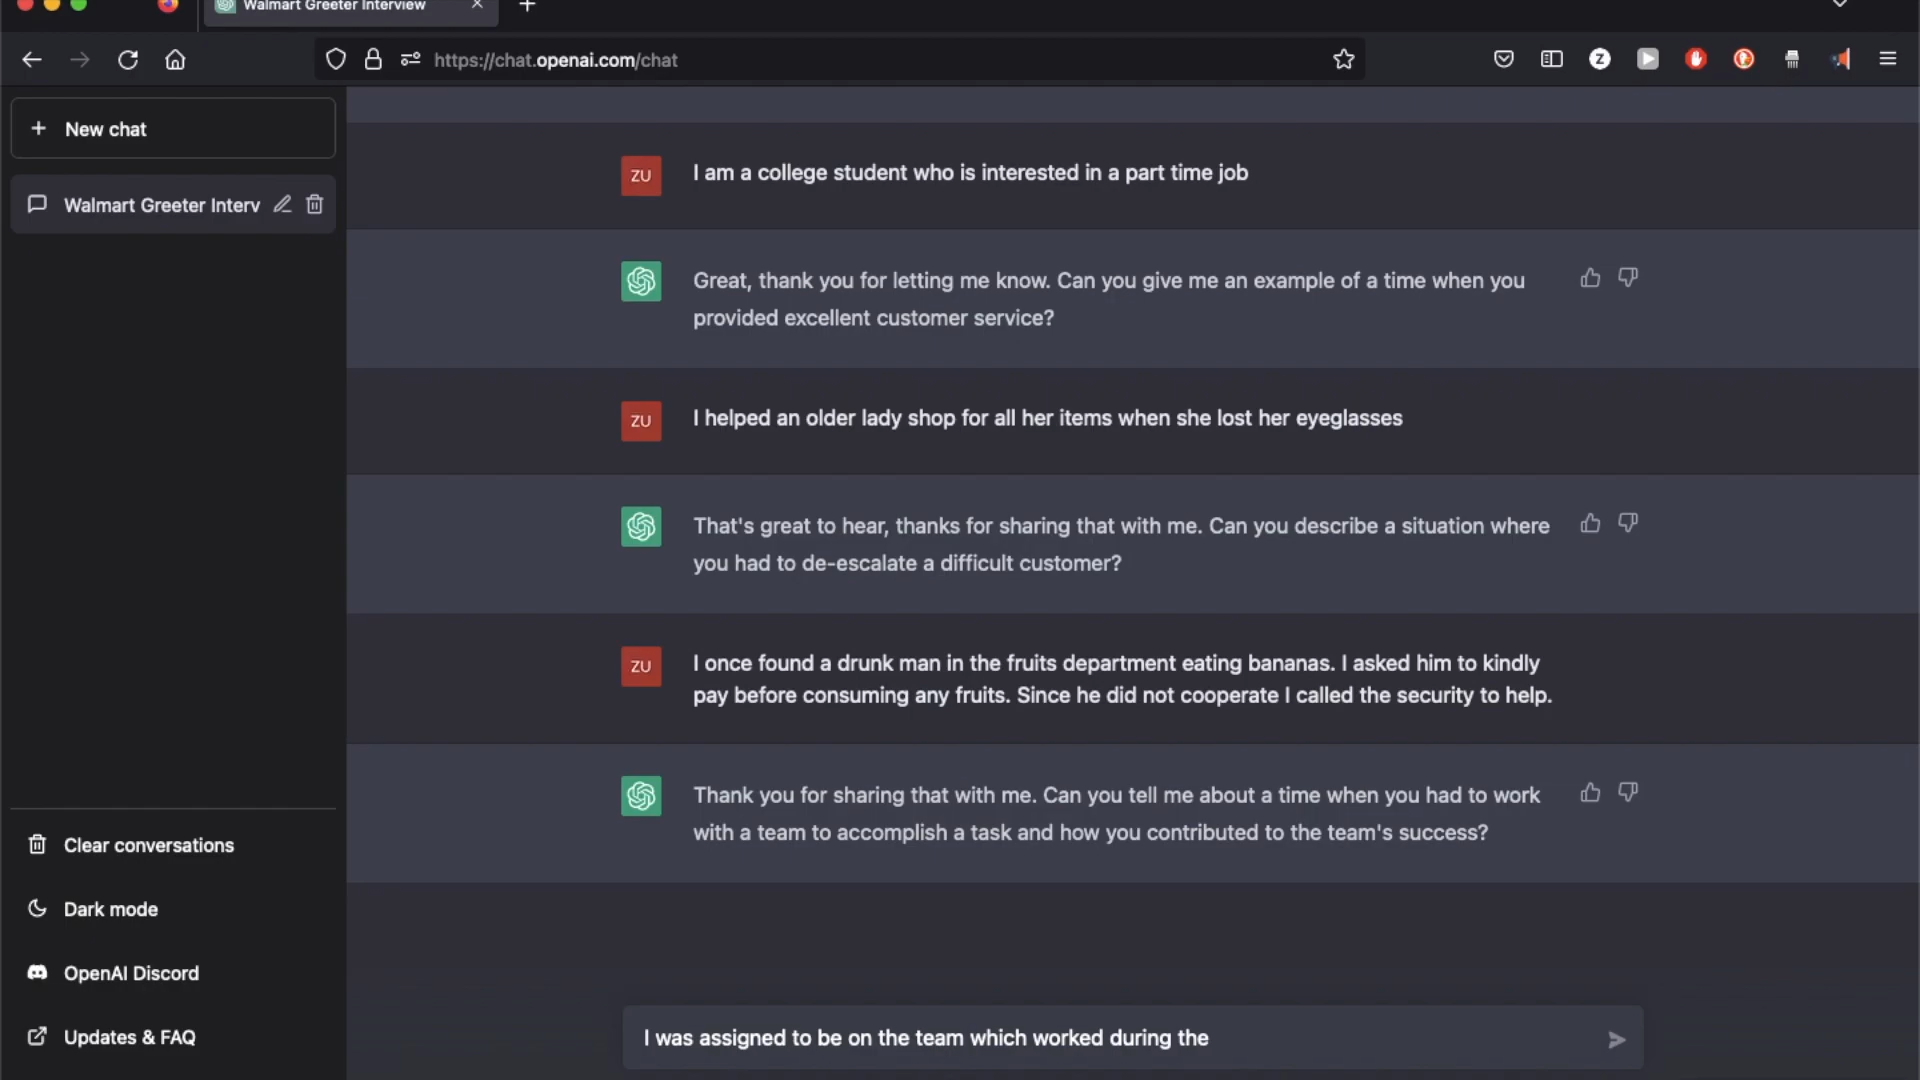 Walmart Greeter Interview
https://chat.openai.com/chat
Z
New chat
Walmart Greeter Interv
ZU
I am a college student who is interested in a part time job
Great, thank you for letting me know. Can you give me an example of a time when you
provided excellent customer service?
ZU
I helped an older lady shop for all her items when she lost her eyeglasses
That's great to hear, thanks for sharing that with me. Can you describe a situation where
you had to de-escalate a difficult customer?
ZU
I once found a drunk man in the fruits department eating bananas. I asked him to kindly
pay before consuming any fruits. Since he did not cooperate I called the security to help.
Thank you for sharing that with me. Can you tell me about a time when you had to work
with a team to accomplish a task and how you contributed to the team's success?
Clear conversations
Dark mode
OpenAI Discord
Updates & FAQ
I was assigned to be on the team which worked during the